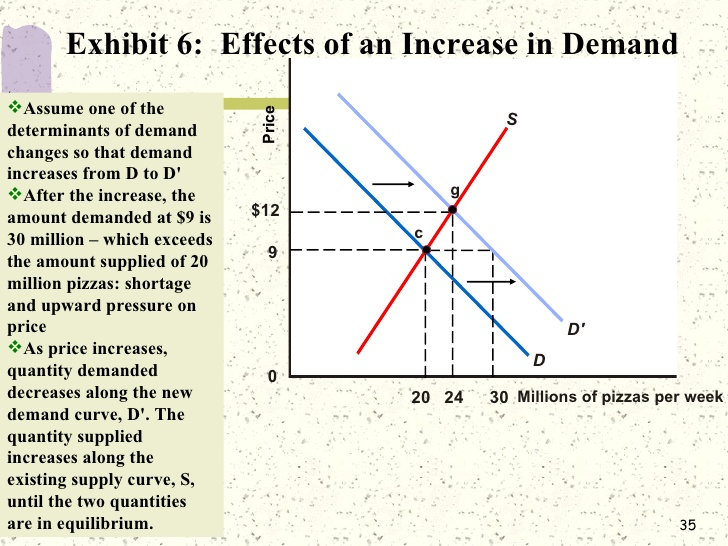 Exhibit 6:  Effects of an Increase in Demand
❖Assume one of the
determinants of demand
changes so that demand
increases from D to D'
❖After the increase, the
amount demanded at $9 is
30 million – which exceeds
the amount supplied of 20
million pizzas: shortage
and upward pressure on
price
❖As price increases,
quantity demanded
decreases along the new
demand curve, D'. The
quantity supplied
increases along the
existing supply curve, S,
until the two quantities
are in equilibrium.
Price
S
g
$12
c
9
D'
D
0
20 24 30 Millions of pizzas per week
35